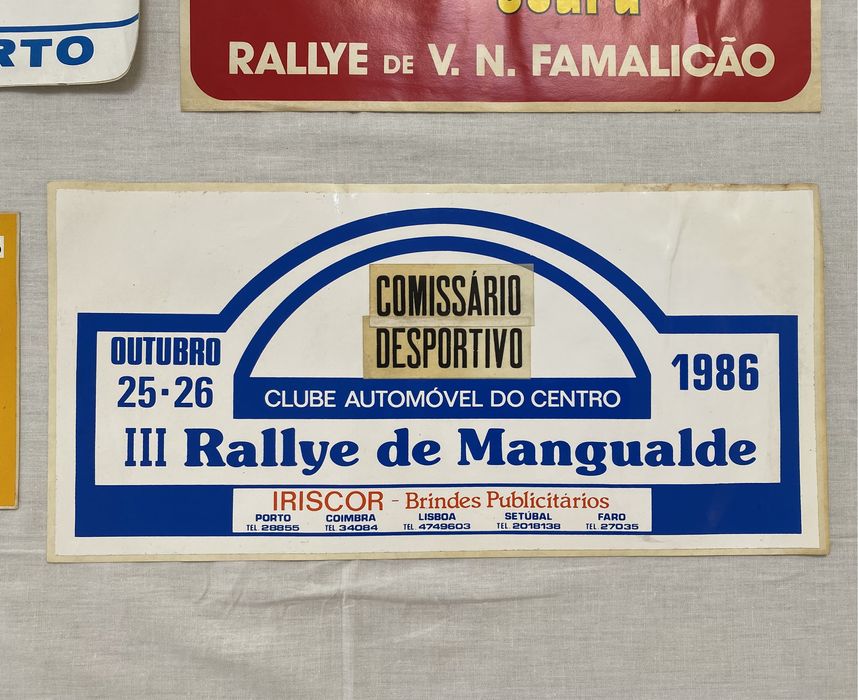 RTO
RALLYE DE V. N. FAMALICÃO
COMISSÁRIO
DESPORTIVO
OUTUBRO
25·26
1986
CLUBE AUTOMÓVEL DO CENTRO
III Rallye de Mangualde
IRISCOR - Brindes Publicitários
PORTO COIMBRA LISBOA SETÚBAL FARO
TEL. 28855 TEL 34084 TEL. 4749603 TEL. 2018138 TEL. 27035